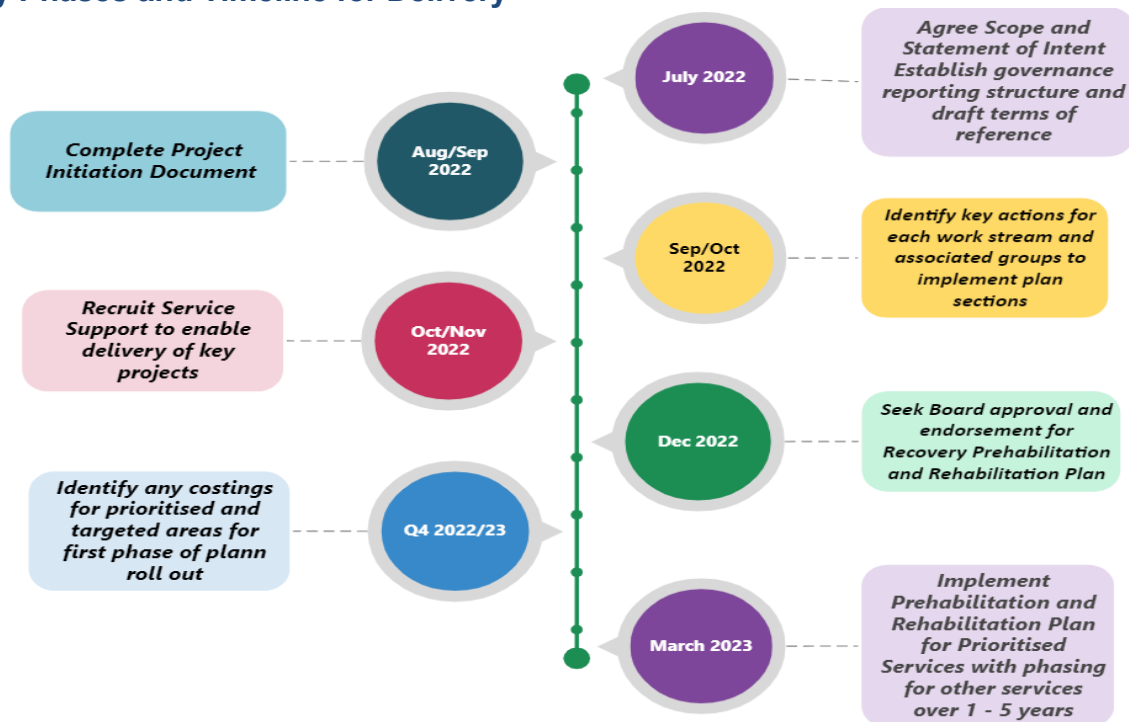 Phases and Timeline for Delivery
July 2022
Agree Scope and
Statement of Intent
Establish governance
reporting structure and
draft terms of
reference
Aug/Sep
2022
Complete Project
Initiation Document
Sep/Oct
2022
Identify key actions for
each work stream and
associated groups to
implement plan
sections
Oct/Nov
2022
Recruit Service
Support to enable
delivery of key
projects
Dec 2022
Seek Board approval and
endorsement for
Recovery Prehabilitation
and Rehabilitation Plan
Q4 2022/23
Identify any costings
for prioritised and
targeted areas for
first phase of plann
roll out
March 2023
Implement
Prehabilitation and
Rehabilitation Plan
for Prioritised
Services with phasing
for other services
over 1 - 5 years